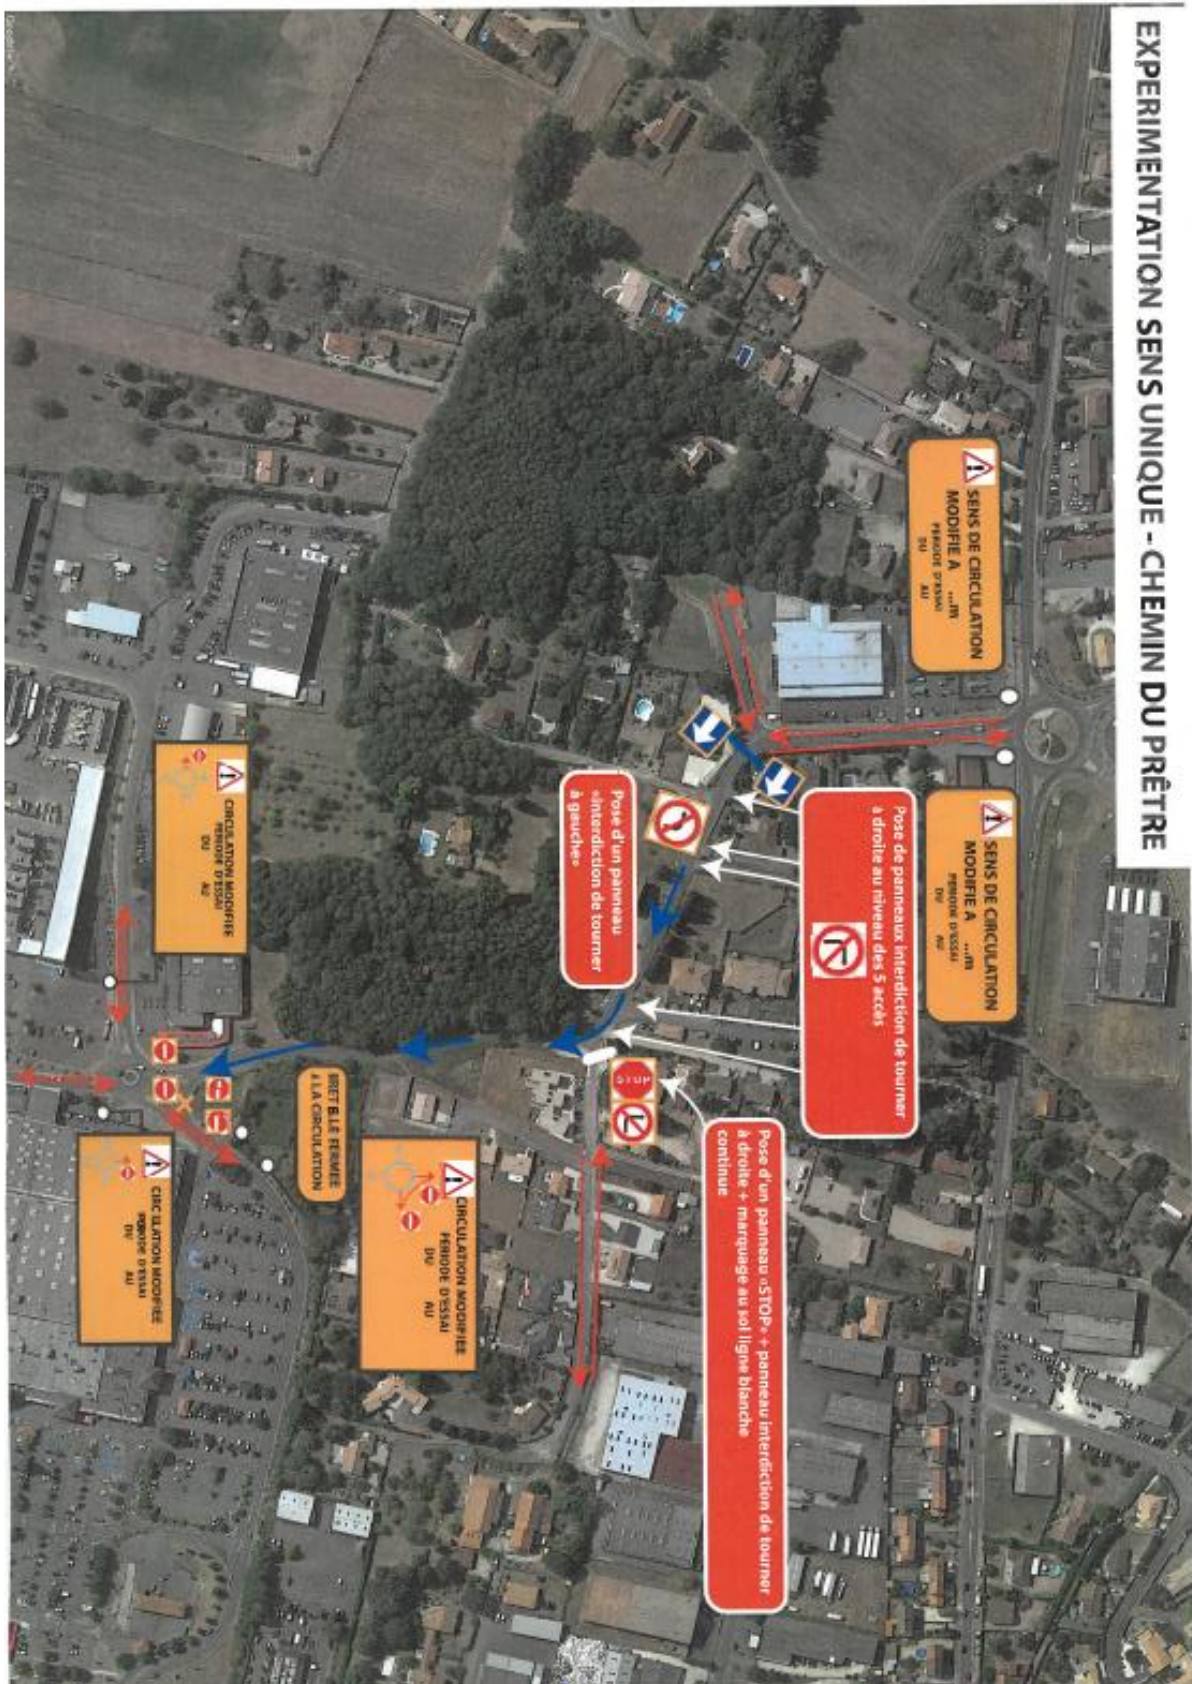 EXPERIMENTATION SENS UNIQUE - CHEMIN DU PRÊTRE
SENS DE CIRCULATION
MODIFIE A ....m
PERIODE D'ESSAI
DU AU
SENS DE CIRCULATION
MODIFIE A ....m
PERIODE D'ESSAI
DU AU
Pose de panneaux interdiction de tourner
à droite au niveau des 5 accès
Pose d'un panneau
«interdiction de tourner
à gauche»
Pose d'un panneau «STOP» + panneau interdiction de tourner
à droite + marquage au sol ligne blanche
continue
STOP
CIRCULATION MODIFIEE
PERIODE D'ESSAI
DU AU
BRETELLE FERMEE
A LA CIRCULATION
CIRCULATION MODIFIEE
PERIODE D'ESSAI
DU AU
CIRCULATION MODIFIEE
PERIODE D'ESSAI
DU AU